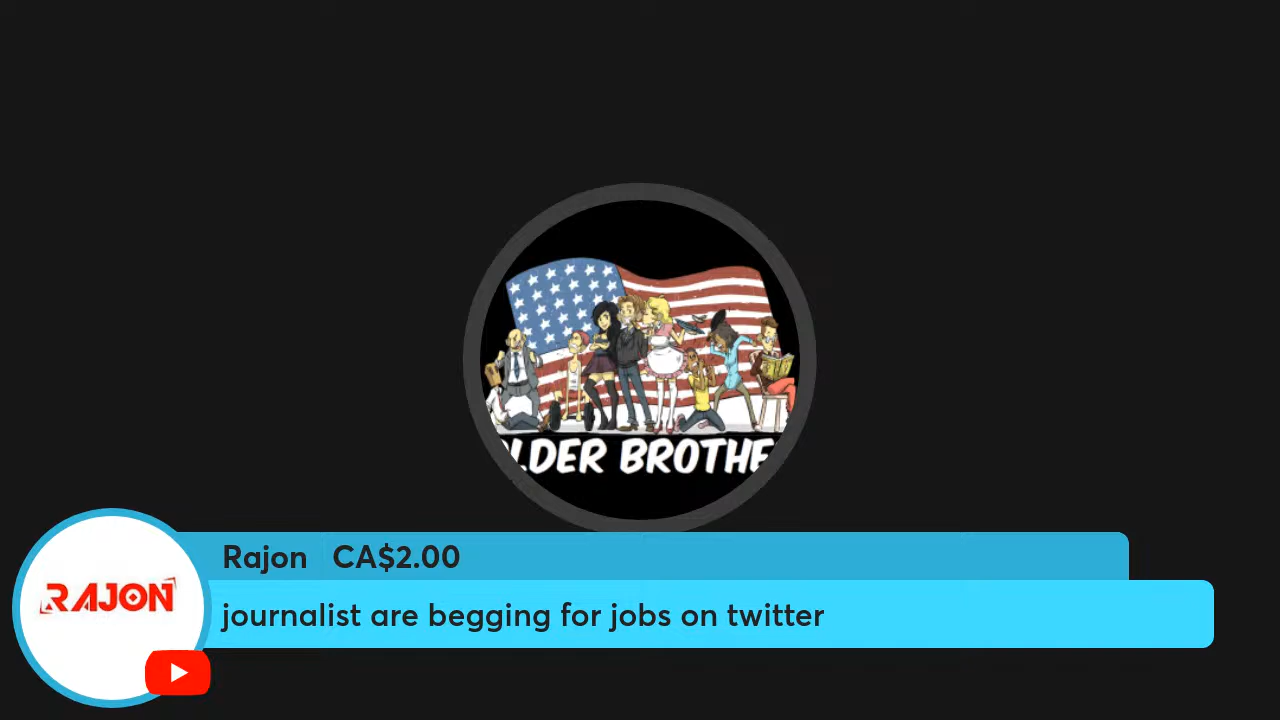 LDER BROTHE
Rajon CA$2.00
RAJON
journalist are begging for jobs on twitter